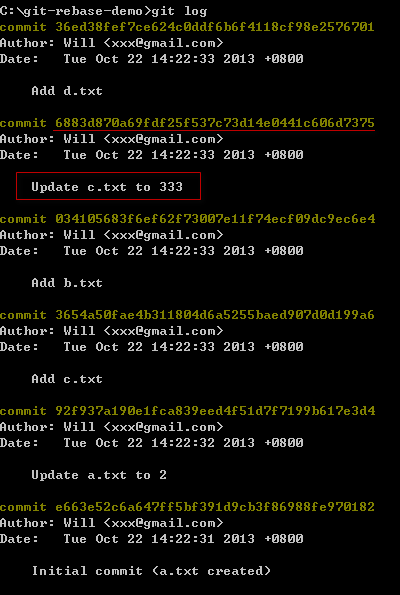 C:\git-rebase-demo>git log
commit 36ed38fef7ce624c0ddf6b6f4118cf98e2576701
Author: Will <xxx@gmail.com>
Date:   Tue Oct 22 14:22:33 2013 +0800
Add d.txt
commit 6883d870a69fdf25f537c73d14e0441c606d7375
Author: Will <xxx@gmail.com>
Date:   Tue Oct 22 14:22:33 2013 +0800
Update c.txt to 333
commit 034105683f6ef62f73007e11f74ecf09dc9ec6e4
Author: Will <xxx@gmail.com>
Date:   Tue Oct 22 14:22:33 2013 +0800
Add b.txt
commit 3654a50fae4b311804d6a5255baed907d0d199a6
Author: Will <xxx@gmail.com>
Date:   Tue Oct 22 14:22:33 2013 +0800
Add c.txt
commit 92f937a190e1fca839eed4f51d7f7199b617e3d4
Author: Will <xxx@gmail.com>
Date:   Tue Oct 22 14:22:32 2013 +0800
Update a.txt to 2
commit e663e52c6a647ff5bf391d9cb3f86988fe970182
Author: Will <xxx@gmail.com>
Date:   Tue Oct 22 14:22:31 2013 +0800
Initial commit (a.txt created)